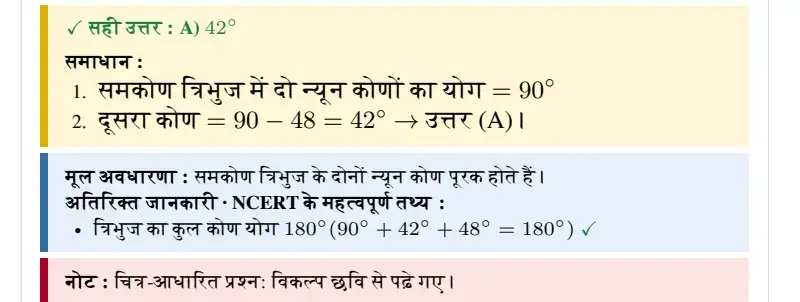 ✓ सही उत्तर : A) 42°
समाधान :
1. समकोण त्रिभुज में दो न्यून कोणों का योग = 90°
2. दूसरा कोण = 90 − 48 = 42° → उत्तर (A)।
मूल अवधारणा : समकोण त्रिभुज के दोनों न्यून कोण पूरक होते हैं।
अतिरिक्त जानकारी · NCERT के महत्वपूर्ण तथ्य :
• त्रिभुज का कुल कोण योग 180° (90° + 42° + 48° = 180°) ✓
नोट : चित्र-आधारित प्रश्न: विकल्प छवि से पढ़े गए।